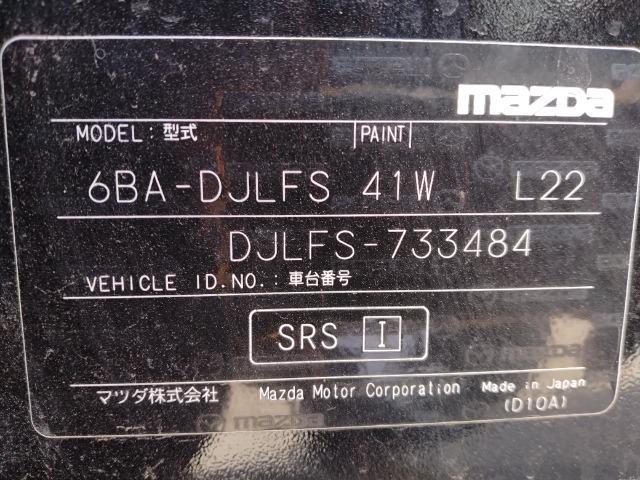 mazda
MODEL: 型式 PAINT
6BA-DJLFS 41W L22
DJLFS-733484
VEHICLE ID.NO.: 車台番号
SRS I
マツダ株式会社 Mazda Motor Corporation Made in Japan
(D10A)